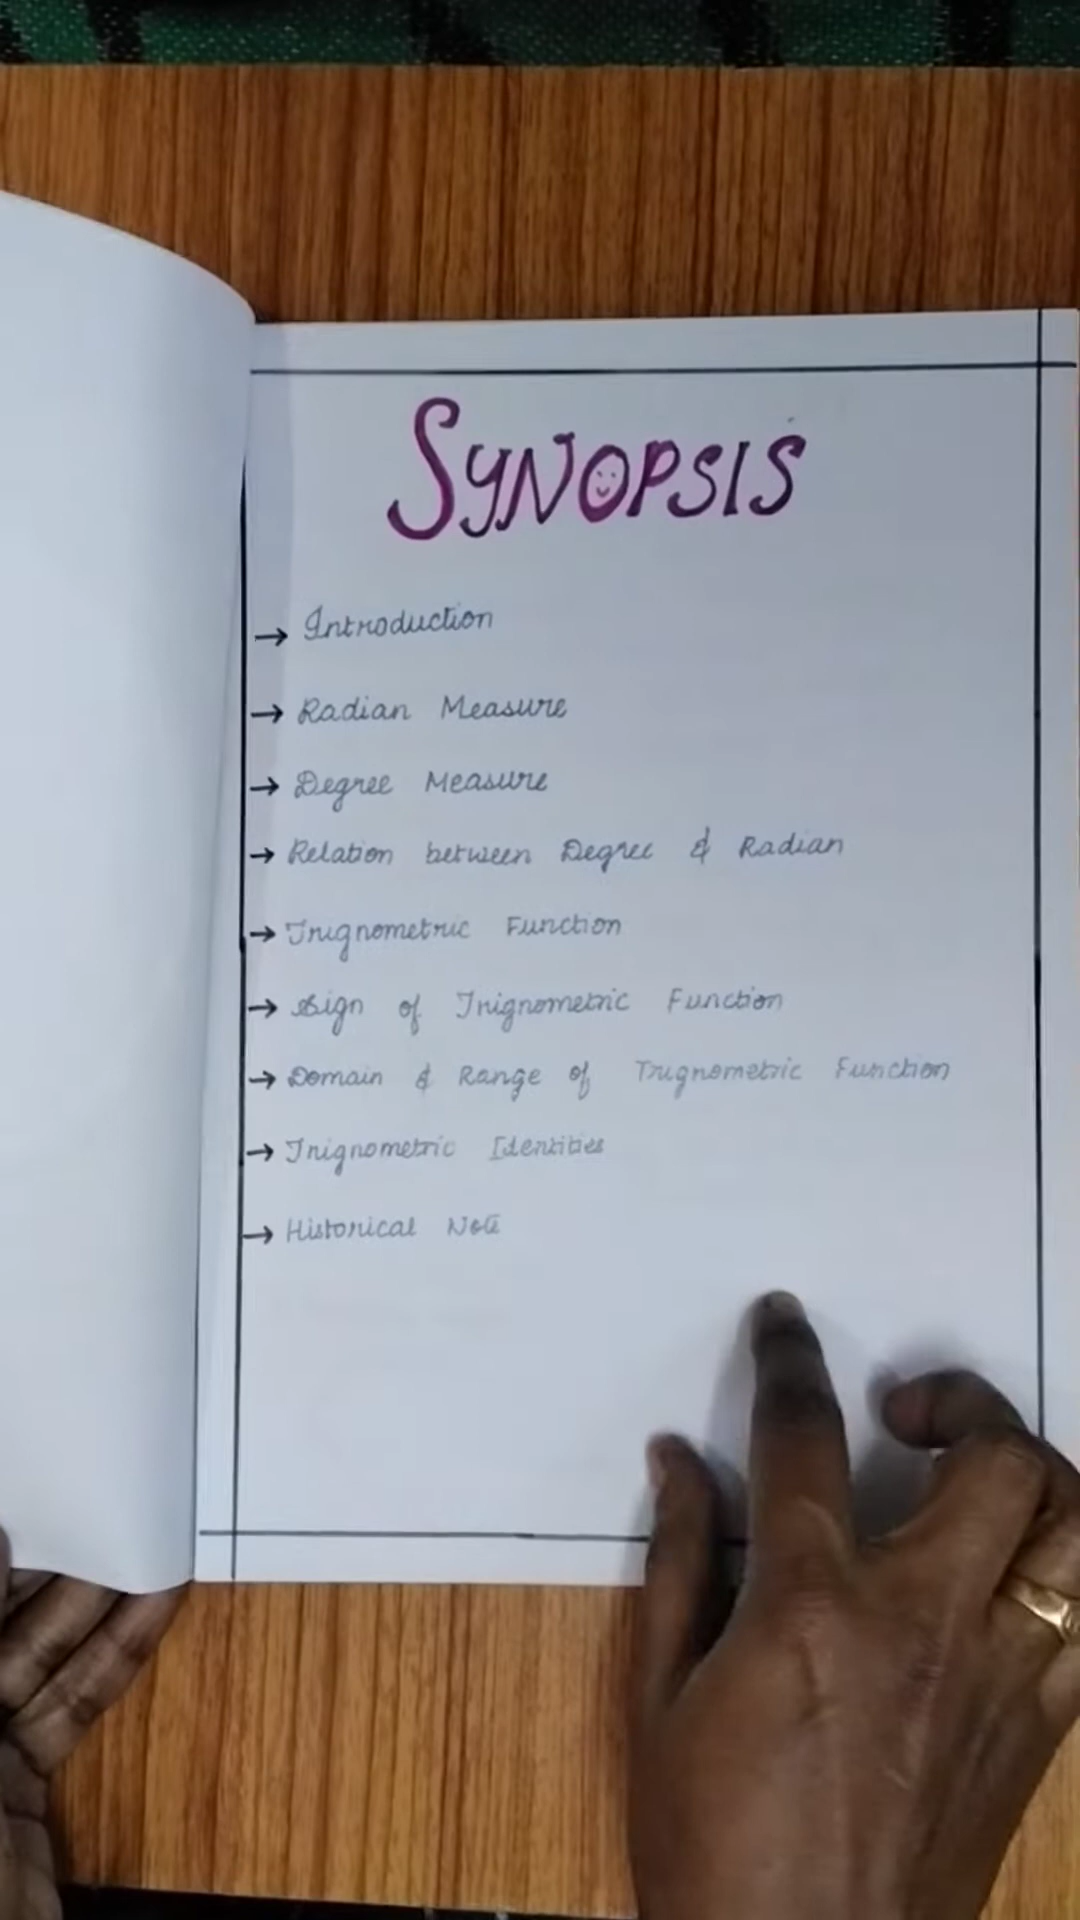 SYNOPSIS
→ Introduction
→ Radian Measure
→ Degree Measure
→ Relation between Degree & Radian
→ Trignometric Function
→ Sign of Trignometric Function
→ Domain & Range of Trignometric Function
→ Trignometric Identities
→ Historical Note